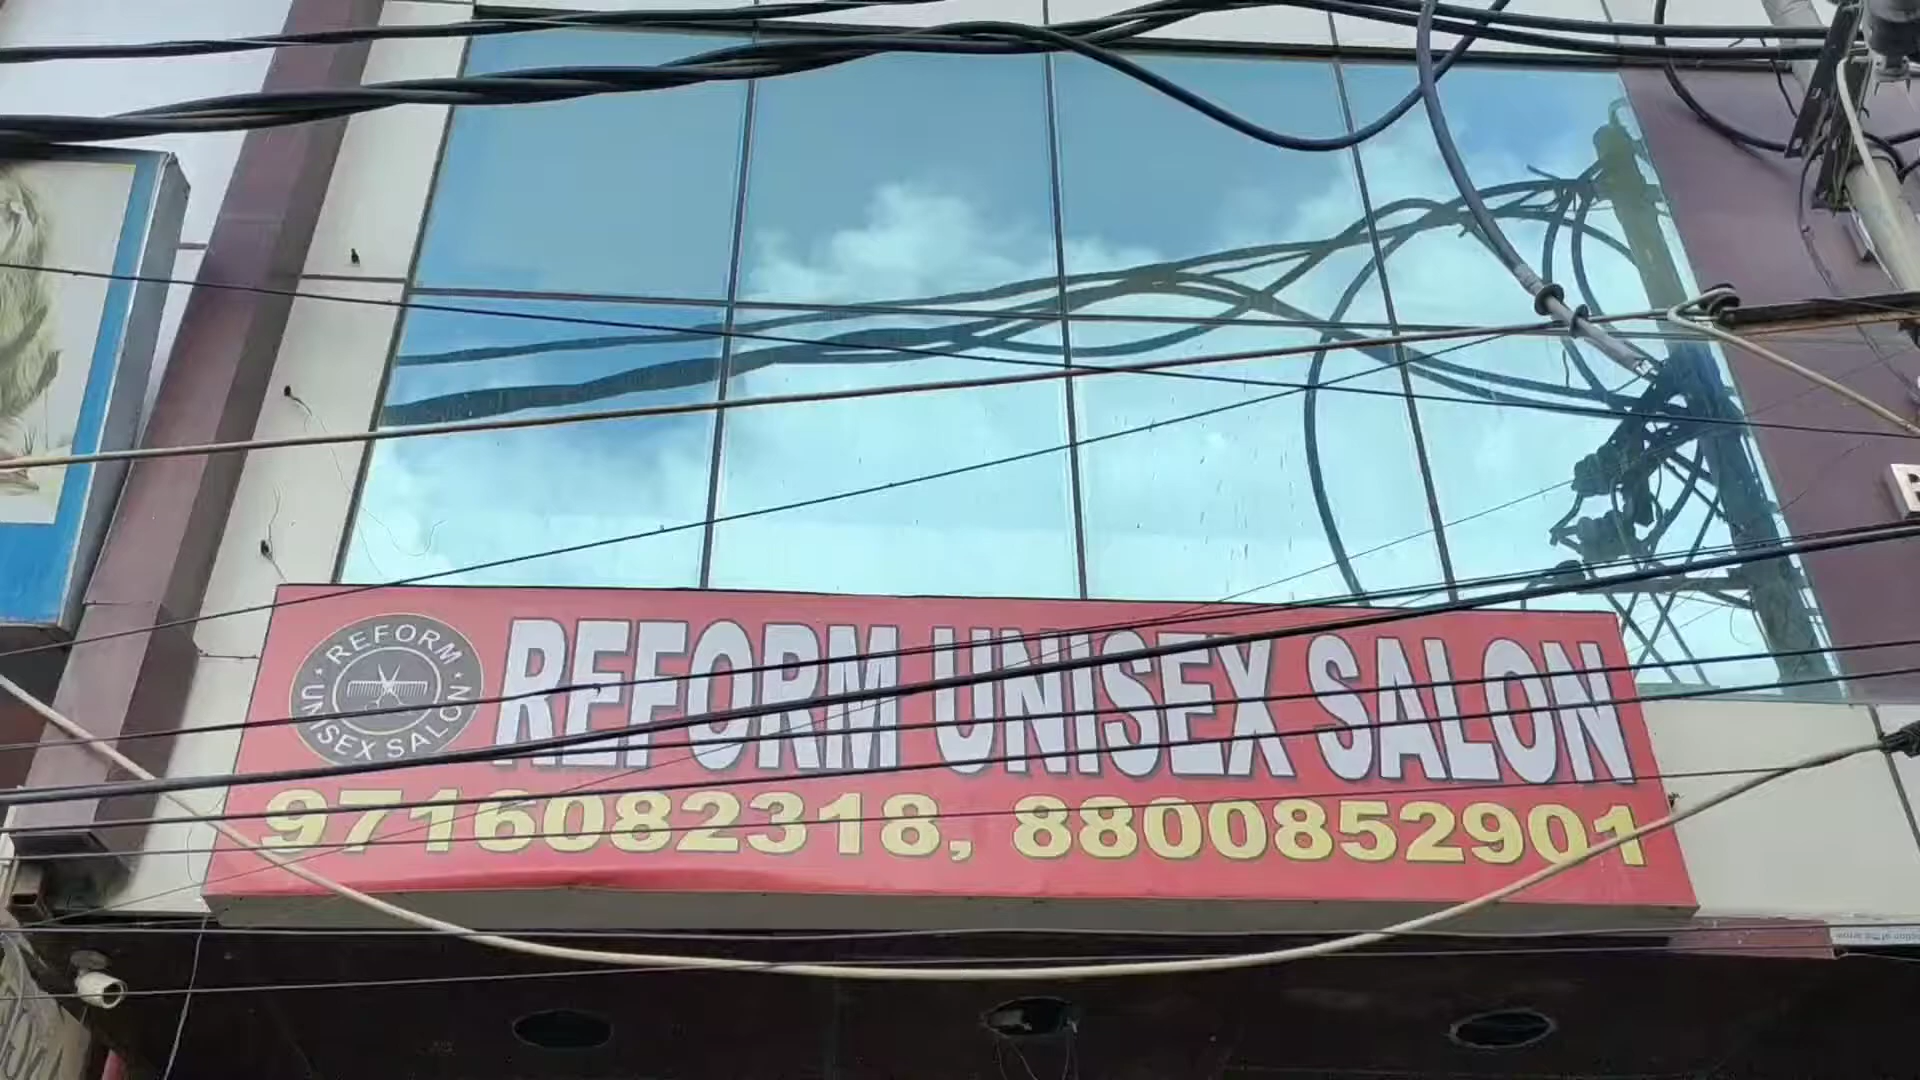 REFORM
UNISEX SALON
REFORM UNISEX SALON
9716082318, 8800852901